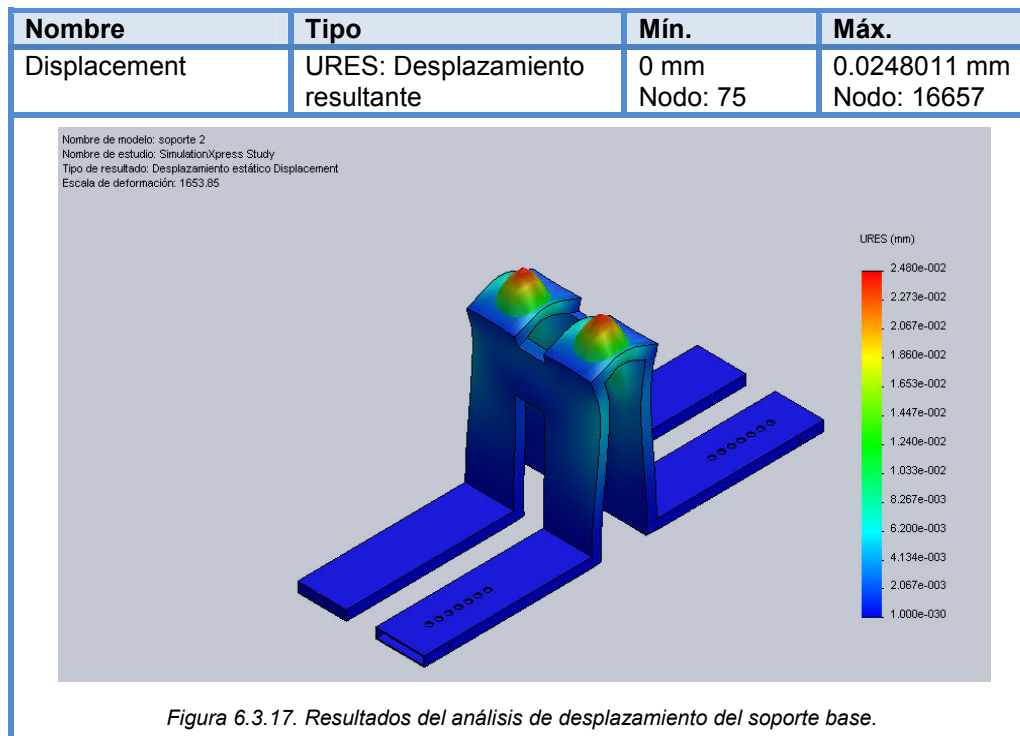 Nombre Tipo Mín. Máx.
Displacement URES: Desplazamiento resultante 0 mm Nodo: 75 0.0248011 mm Nodo: 16657
Nombre de modelo: soporte 2
Nombre de estudio: SimulationXpress Study
Tipo de resultado: Desplazamiento estático Displacement
Escala de deformación: 1653.85
URES (mm)
2.480e-002
2.273e-002
2.067e-002
1.860e-002
1.653e-002
1.447e-002
1.240e-002
1.033e-002
8.267e-003
6.200e-003
4.134e-003
2.067e-003
1.000e-030
Figura 6.3.17. Resultados del análisis de desplazamiento del soporte base.